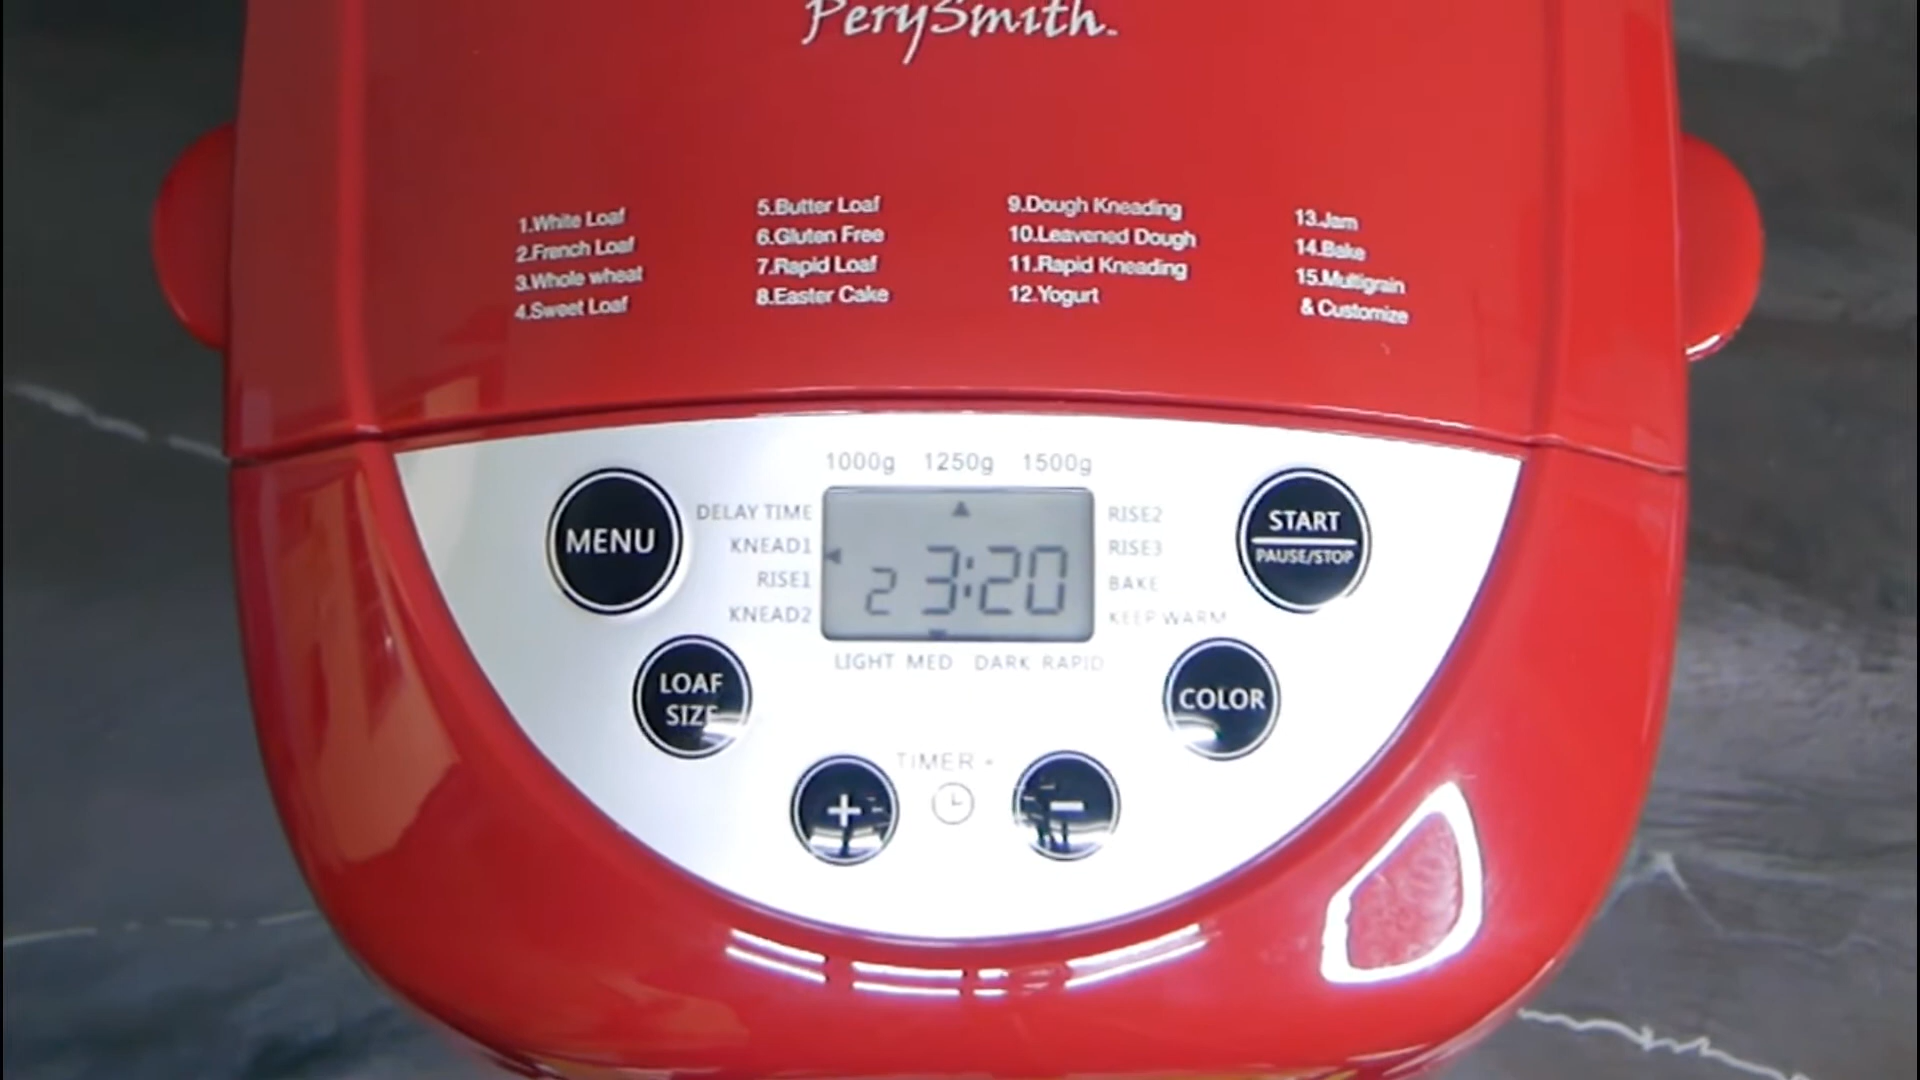 PerySmith
1.White Loaf
2.French Loaf
3.Whole wheat
4.Sweet Loaf
5.Butter Loaf
6.Gluten Free
7.Rapid Loaf
8.Easter Cake
9.Dough Kneading
10.Leavened Dough
11.Rapid Kneading
12.Yogurt
13.Jam
14.Bake
15.Multigrain
& Customize
1000g 1250g 1500g
MENU
DELAY TIME
KNEAD1
RISE1
KNEAD2
2 3:20
RISE2
RISE3
BAKE
KEEP WARM
START
PAUSE/STOP
LIGHT MED DARK RAPID
LOAF
SIZE
COLOR
TIMER
+
-